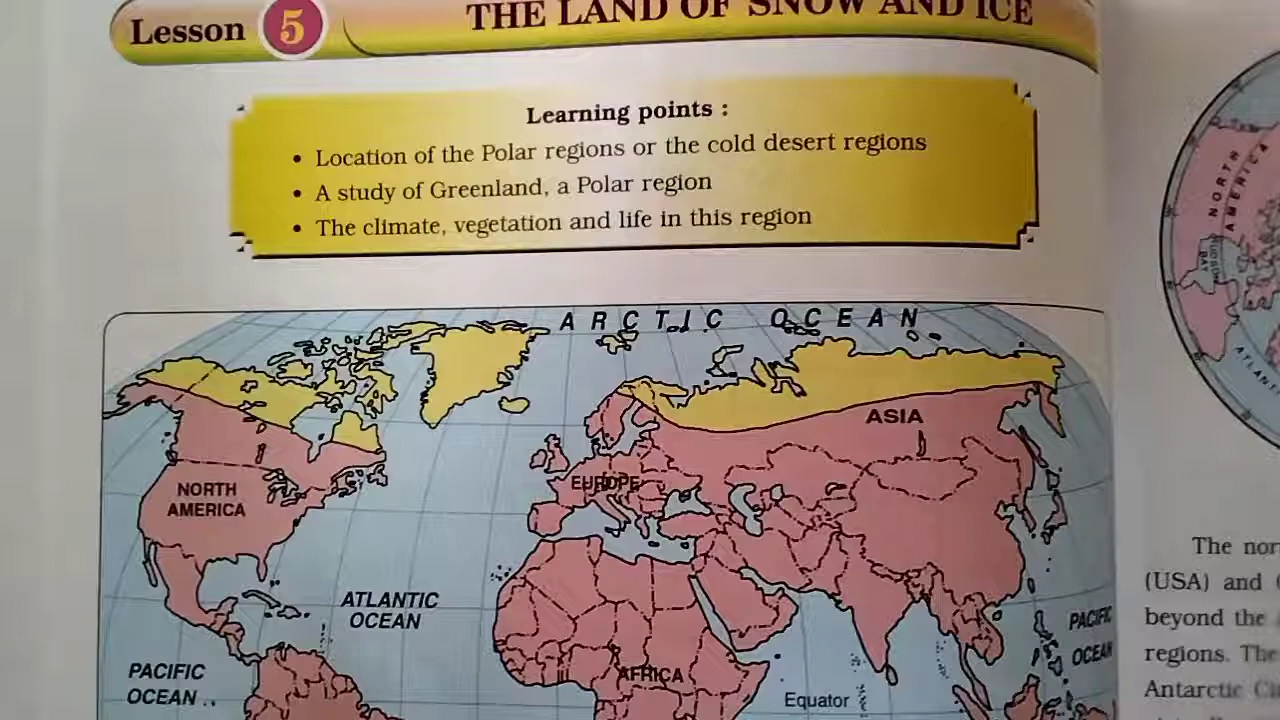 Lesson 5
THE LAND OF SNOW AND ICE
Learning points :
• Location of the Polar regions or the cold desert regions
• A study of Greenland, a Polar region
• The climate, vegetation and life in this region
ARCTIC OCEAN
ASIA
EUROPE
NORTH
AMERICA
ATLANTIC
OCEAN
PACIFIC
OCEAN
AFRICA
Equator
PACIFIC
OCEAN
NORTH
AMERICA
HUDSON
BAY
The nor
(USA) and
beyond the
regions. The
Antarctic Ci